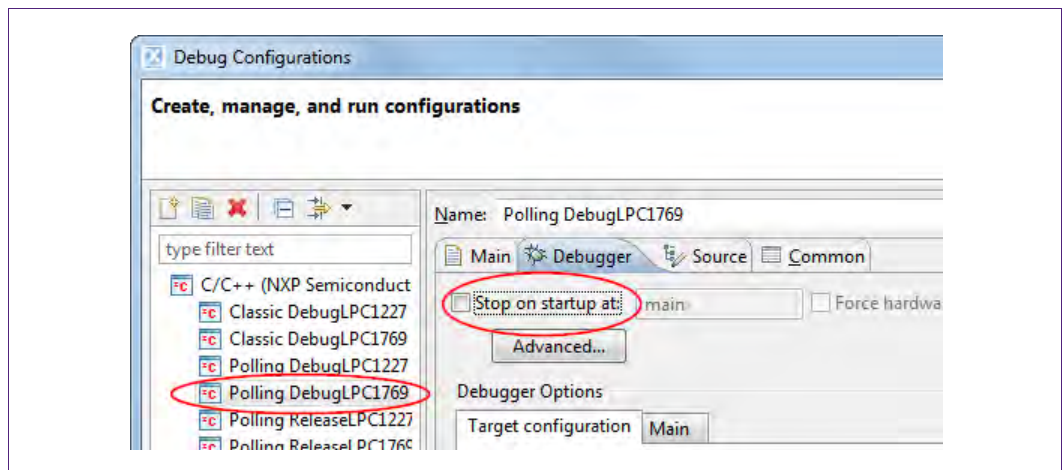 Debug Configurations
Create, manage, and run configurations
Name: Polling DebugLPC1769
type filter text
Main Debugger Source Common
C/C++ (NXP Semiconduct
Classic DebugLPC1227
Classic DebugLPC1769
Polling DebugLPC1227
Polling DebugLPC1769
Polling ReleaseLPC1227
Polling ReleaseLPC1769
Stop on startup at: main Force hardwa
Advanced...
Debugger Options
Target configuration Main